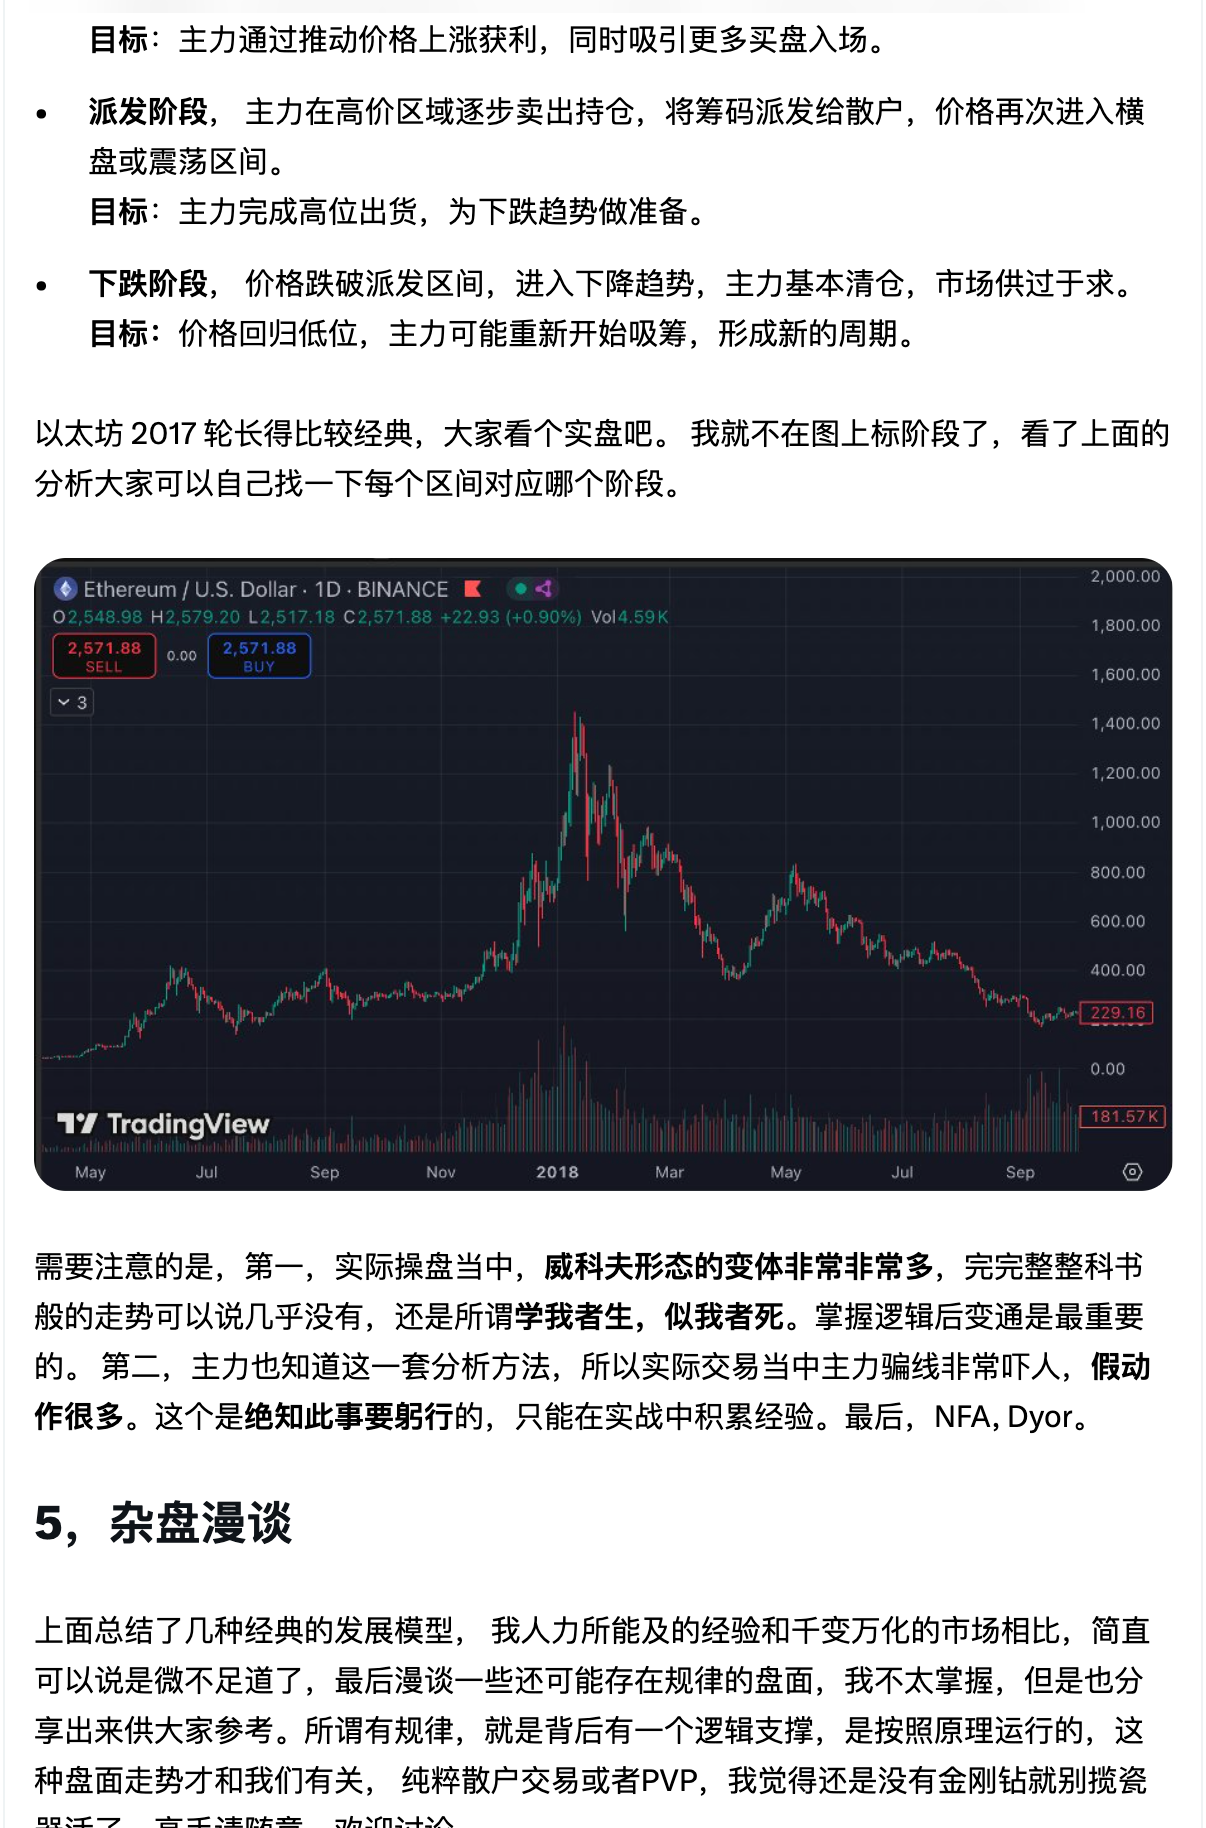 目标：主力通过推动价格上涨获利，同时吸引更多买盘入场。
• 派发阶段， 主力在高价区域逐步卖出持仓，将筹码派发给散户，价格再次进入横
盘或震荡区间。
目标：主力完成高位出货，为下跌趋势做准备。
• 下跌阶段， 价格跌破派发区间，进入下降趋势，主力基本清仓，市场供过于求。
目标：价格回归低位，主力可能重新开始吸筹，形成新的周期。
以太坊 2017 轮长得比较经典，大家看个实盘吧。 我就不在图上标阶段了，看了上面的
分析大家可以自己找一下每个区间对应哪个阶段。
Ethereum / U.S. Dollar · 1D · BINANCE
O2,548.98 H2,579.20 L2,517.18 C2,571.88 +22.93 (+0.90%) Vol4.59K
2,571.88
SELL
0.00
2,571.88
BUY
3
2,000.00
1,800.00
1,600.00
1,400.00
1,200.00
1,000.00
800.00
600.00
400.00
229.16
0.00
181.57K
TradingView
May Jul Sep Nov 2018 Mar May Jul Sep
需要注意的是，第一，实际操盘当中，威科夫形态的变体非常非常多，完完整整科书
般的走势可以说几乎没有，还是所谓学我者生，似我者死。掌握逻辑后变通是最重要
的。 第二，主力也知道这一套分析方法，所以实际交易当中主力骗线非常吓人，假动
作很多。这个是绝知此事要躬行的，只能在实战中积累经验。最后，NFA, Dyor。
5，杂盘漫谈
上面总结了几种经典的发展模型， 我人力所能及的经验和千变万化的市场相比，简直
可以说是微不足道了，最后漫谈一些还可能存在规律的盘面，我不太掌握，但是也分
享出来供大家参考。所谓有规律，就是背后有一个逻辑支撑，是按照原理运行的，这
种盘面走势才和我们有关， 纯粹散户交易或者PVP，我觉得还是没有金刚钻就别揽瓷
器活了，高手请随意，欢迎讨论